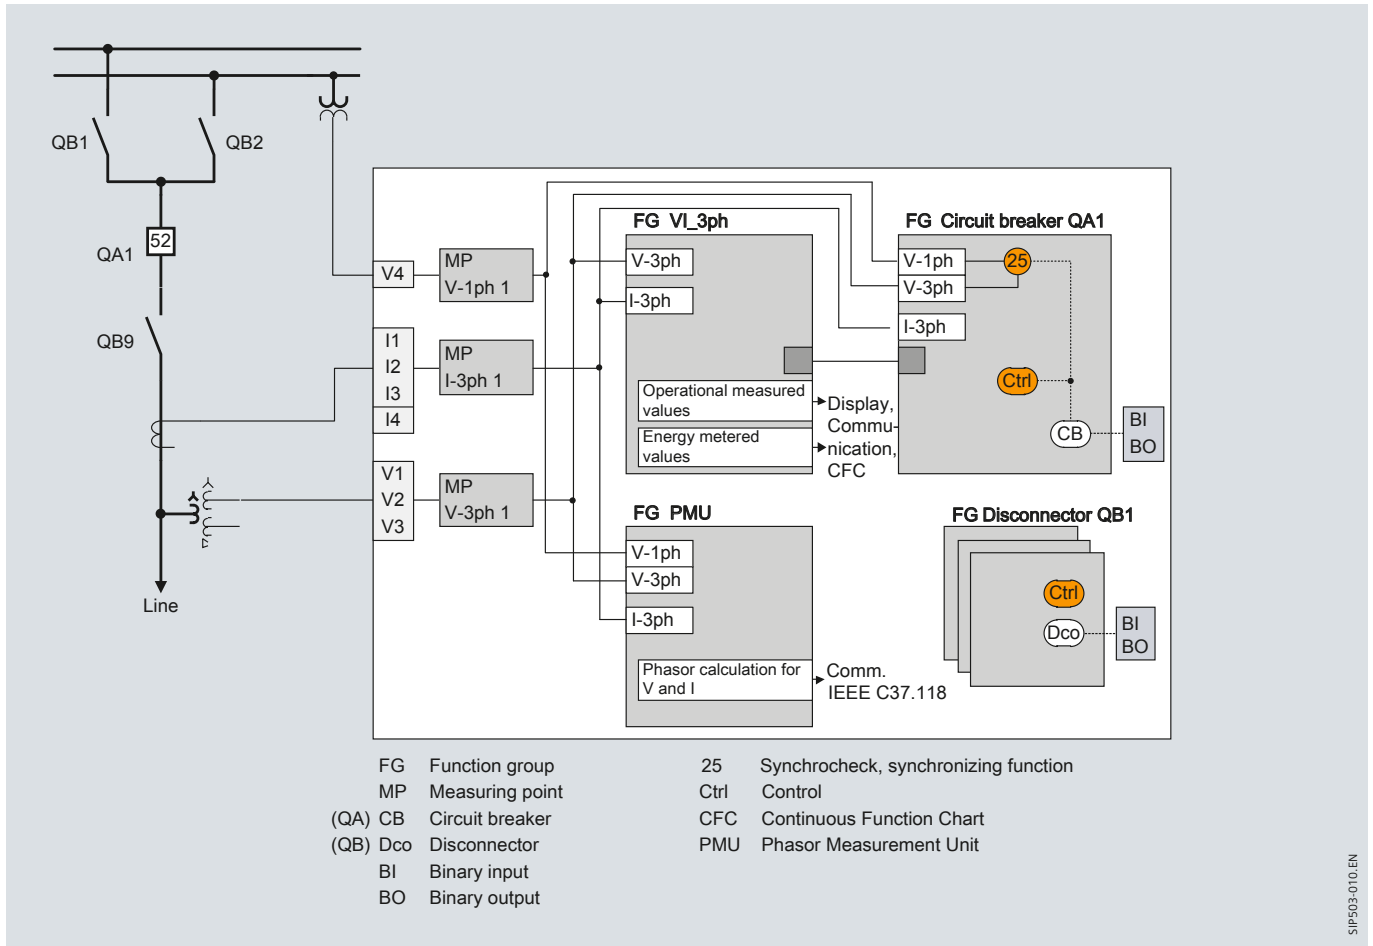 QB1
QB2
52
QA1
QB9
Line
V4
I1
I2
I3
I4
V1
V2
V3
MP
V-1ph 1
MP
I-3ph 1
MP
V-3ph 1
FG VI_3ph
V-3ph
I-3ph
Operational measured
values
Energy metered
values
Display,
Commu-
nication,
CFC
FG Circuit breaker QA1
V-1ph
V-3ph
I-3ph
25
Ctrl
CB
BI
BO
FG PMU
V-1ph
V-3ph
I-3ph
Phasor calculation for
V and I
Comm.
IEEE C37.118
FG Disconnector QB1
Ctrl
Dco
BI
BO
FG Function group
MP Measuring point
(QA) CB Circuit breaker
(QB) Dco Disconnector
BI Binary input
BO Binary output
25 Synchrocheck, synchronizing function
Ctrl Control
CFC Continuous Function Chart
PMU Phasor Measurement Unit
SIP503-010.EN